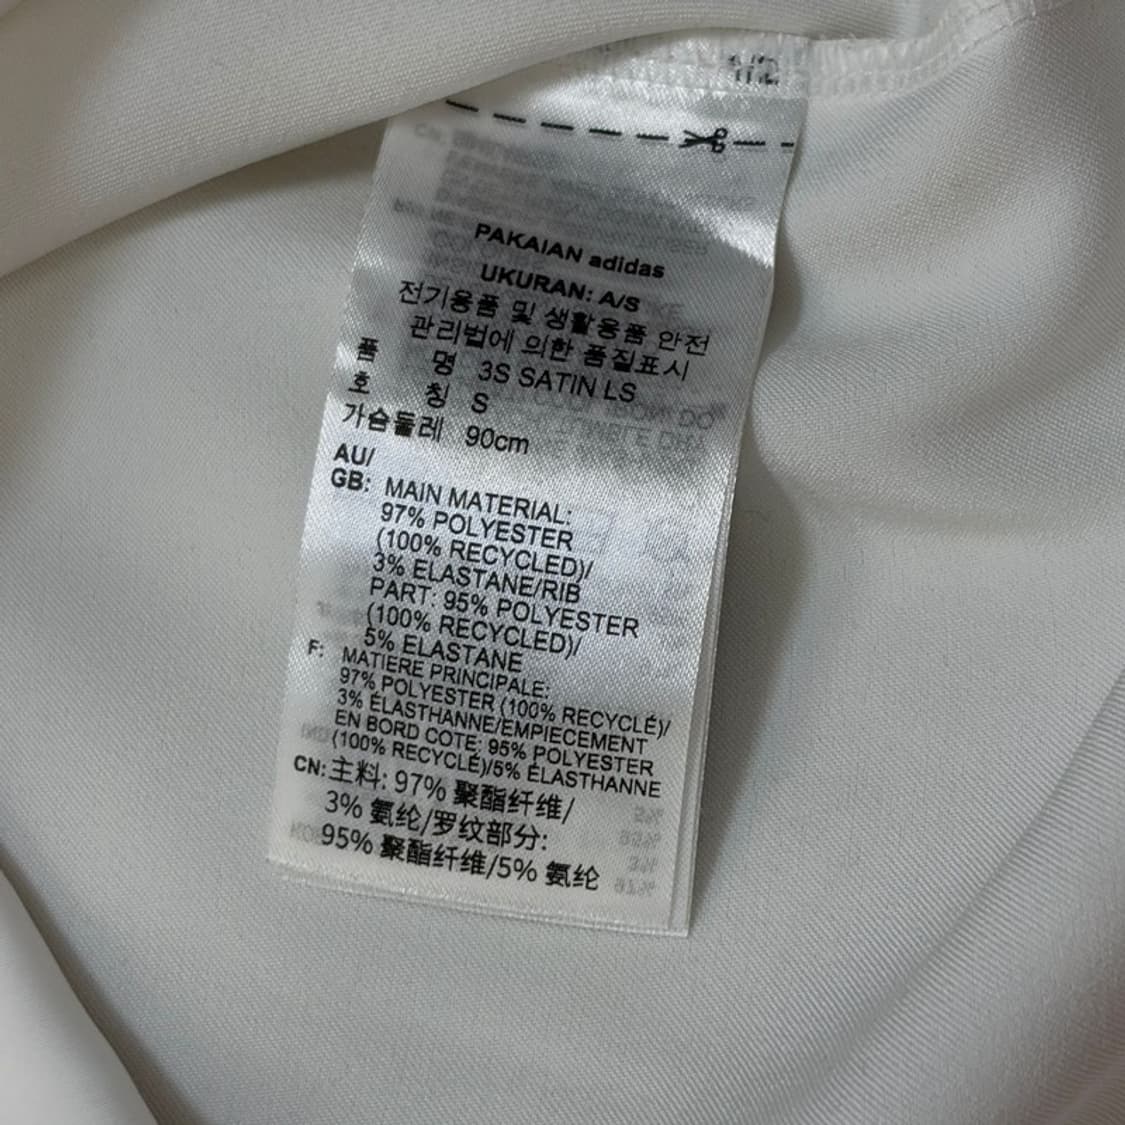 PAKAIAN adidas
UKURAN: A/S
전기용품 및 생활용품 안전
관리법에 의한 품질표시
품 명 3S SATIN LS
호 칭 S
가슴둘레 90cm
AU/
GB: MAIN MATERIAL:
97% POLYESTER
(100% RECYCLED)/
3% ELASTANE/RIB
PART: 95% POLYESTER
(100% RECYCLED)/
5% ELASTANE
F: MATIERE PRINCIPALE:
97% POLYESTER (100% RECYCLÉ)/
3% ÉLASTHANNE/EMPIECEMENT
EN BORD COTE: 95% POLYESTER
(100% RECYCLÉ)/5% ÉLASTHANNE
CN: 主料: 97% 聚酯纤维/
3% 氨纶/罗纹部分:
95% 聚酯纤维/5% 氨纶